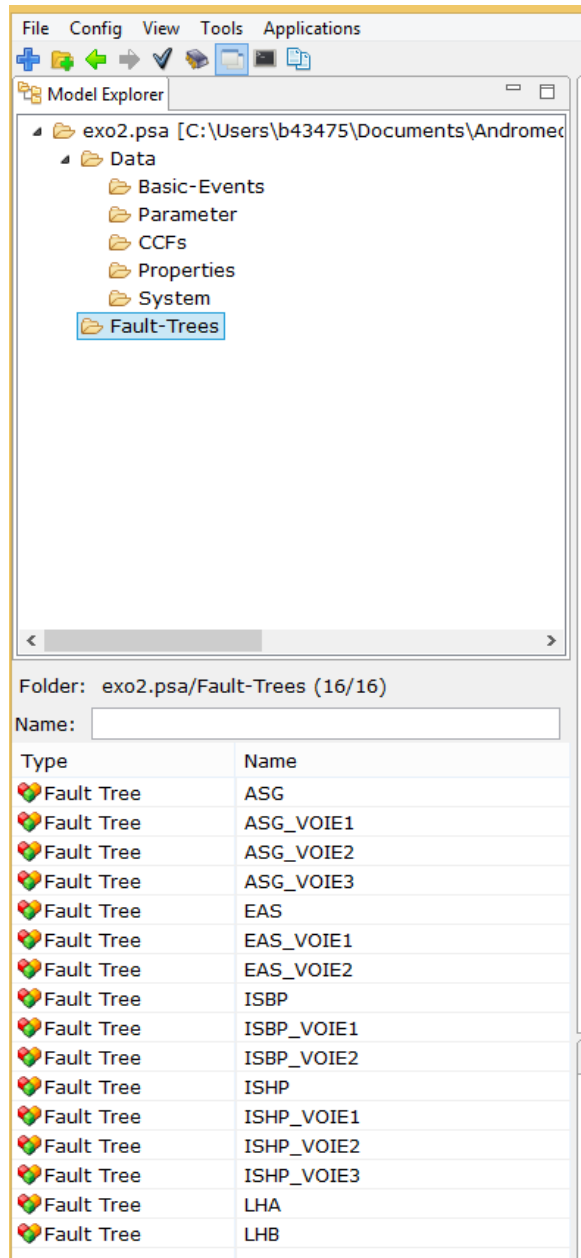 File Config View Tools Applications
Model Explorer
exo2.psa [C:\Users\b43475\Documents\Andromed
Data
Basic-Events
Parameter
CCFs
Properties
System
Fault-Trees
Folder: exo2.psa/Fault-Trees (16/16)
Name:
Type Name
Fault Tree ASG
Fault Tree ASG_VOIE1
Fault Tree ASG_VOIE2
Fault Tree ASG_VOIE3
Fault Tree EAS
Fault Tree EAS_VOIE1
Fault Tree EAS_VOIE2
Fault Tree ISBP
Fault Tree ISBP_VOIE1
Fault Tree ISBP_VOIE2
Fault Tree ISHP
Fault Tree ISHP_VOIE1
Fault Tree ISHP_VOIE2
Fault Tree ISHP_VOIE3
Fault Tree LHA
Fault Tree LHB